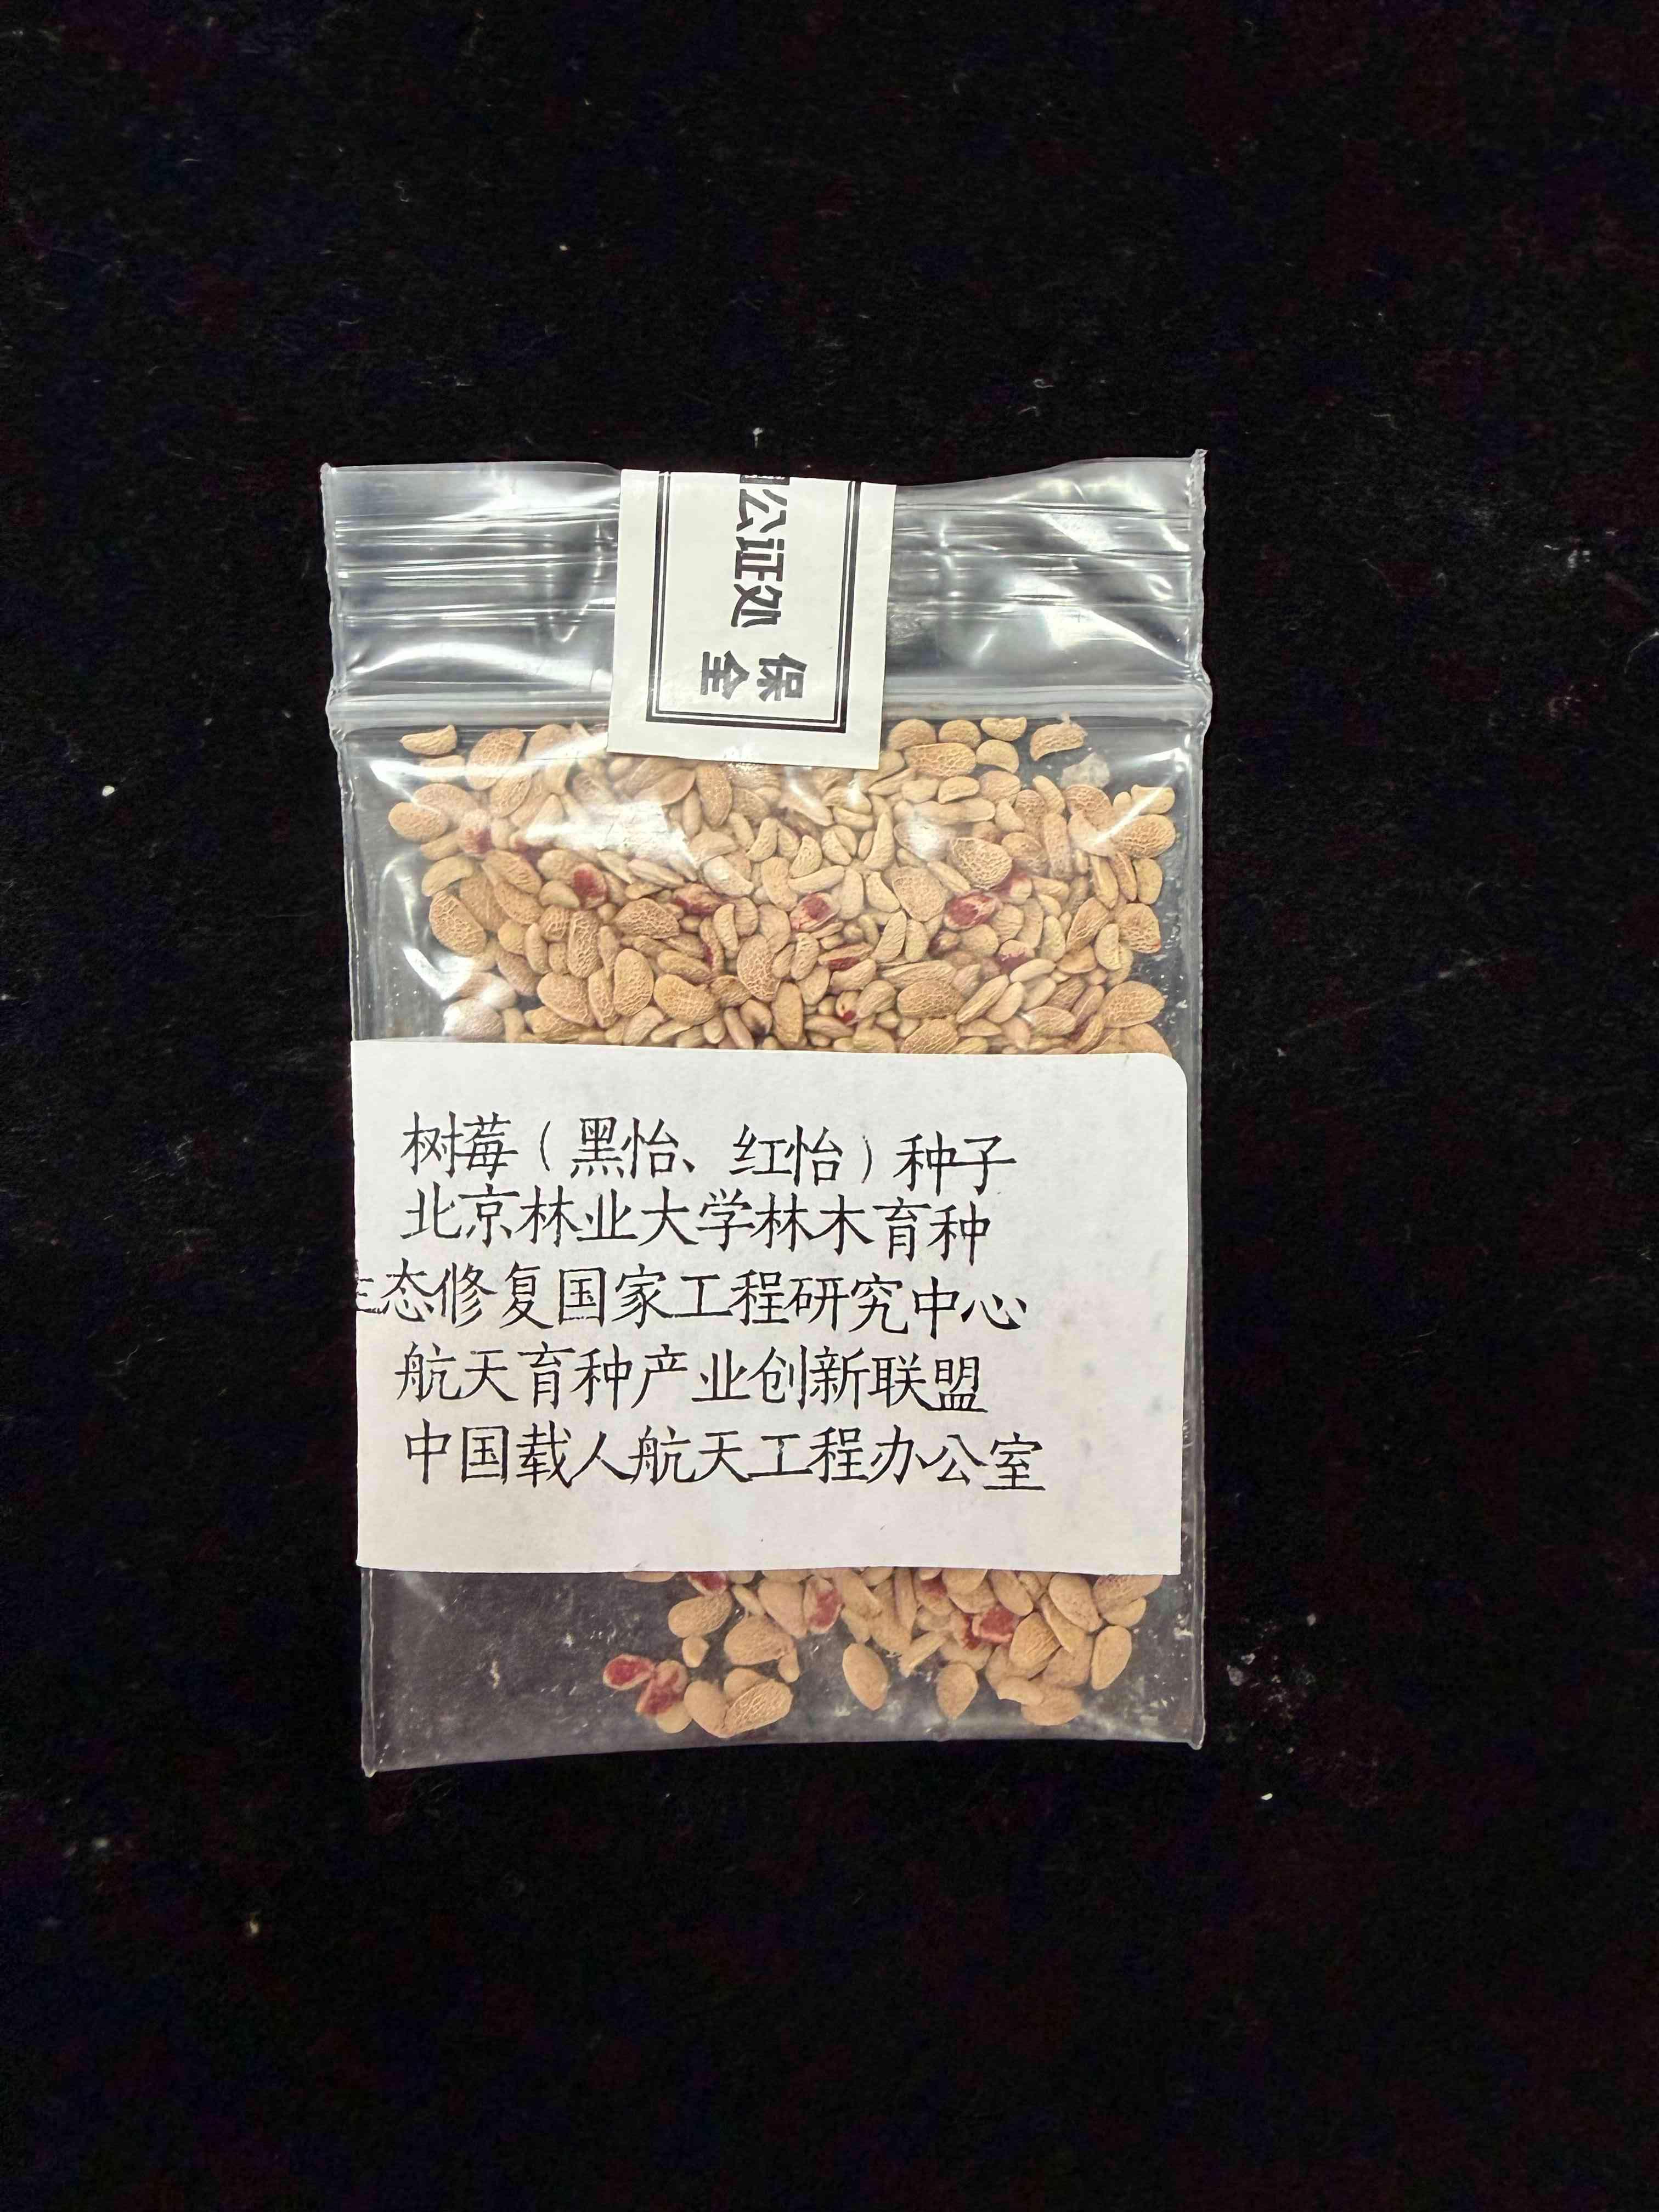 公证处
保全
树莓（黑怡、红怡）种子
北京林业大学林木育种
生态修复国家工程研究中心
航天育种产业创新联盟
中国载人航天工程办公室